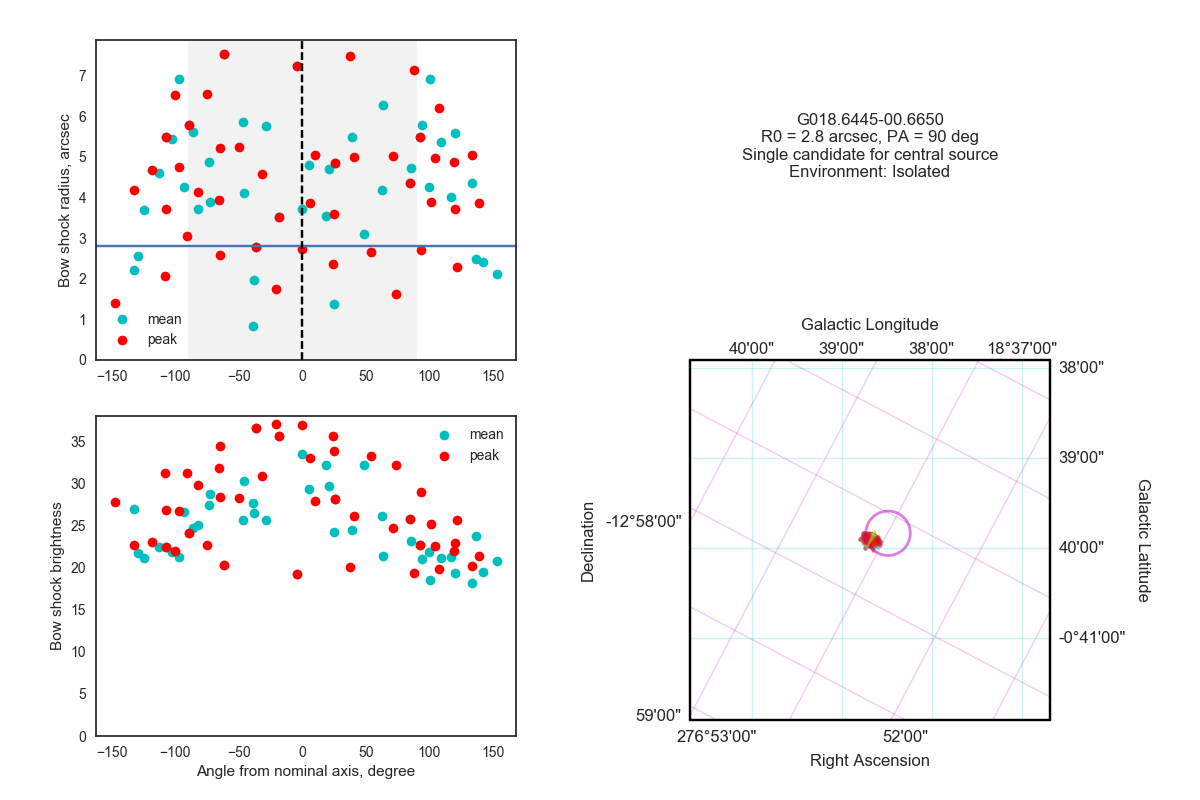 Bow shock radius, arcsec
7
6
5
4
3
2
1
0
mean
peak
−150 −100 −50 0 50 100 150
G018.6445-00.6650
R0 = 2.8 arcsec, PA = 90 deg
Single candidate for central source
Environment: Isolated
Bow shock brightness
35
30
25
20
15
10
5
0
mean
peak
−150 −100 −50 0 50 100 150
Angle from nominal axis, degree
Galactic Longitude
40'00" 39'00" 38'00" 18°37'00"
38'00"
39'00"
40'00"
-0°41'00"
Galactic Latitude
Declination
-12°58'00"
59'00"
276°53'00" 52'00"
Right Ascension